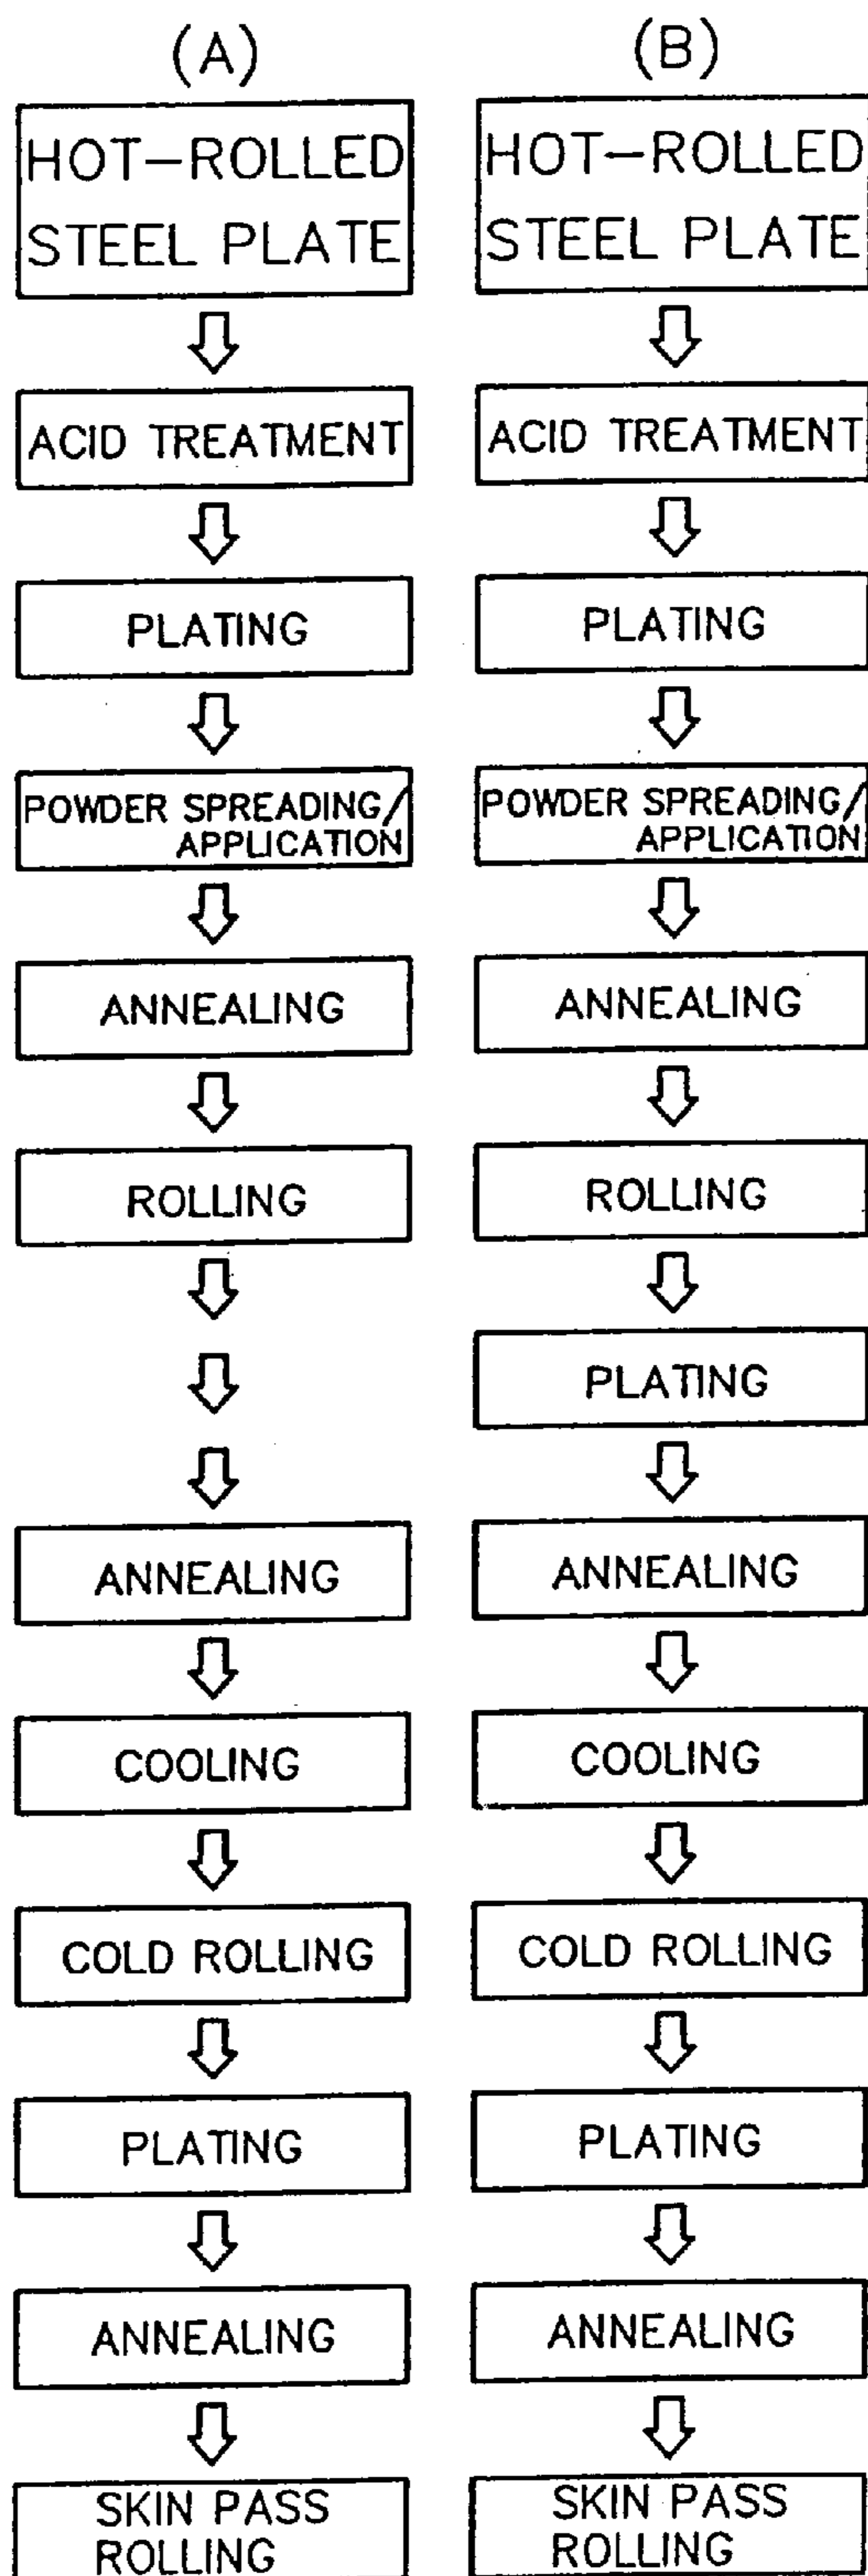 (A)
HOT-ROLLED
STEEL PLATE
ACID TREATMENT
PLATING
POWDER SPREADING/
APPLICATION
ANNEALING
ROLLING
ANNEALING
COOLING
COLD ROLLING
PLATING
ANNEALING
SKIN PASS
ROLLING
(B)
HOT-ROLLED
STEEL PLATE
ACID TREATMENT
PLATING
POWDER SPREADING/
APPLICATION
ANNEALING
ROLLING
PLATING
ANNEALING
COOLING
COLD ROLLING
PLATING
ANNEALING
SKIN PASS
ROLLING